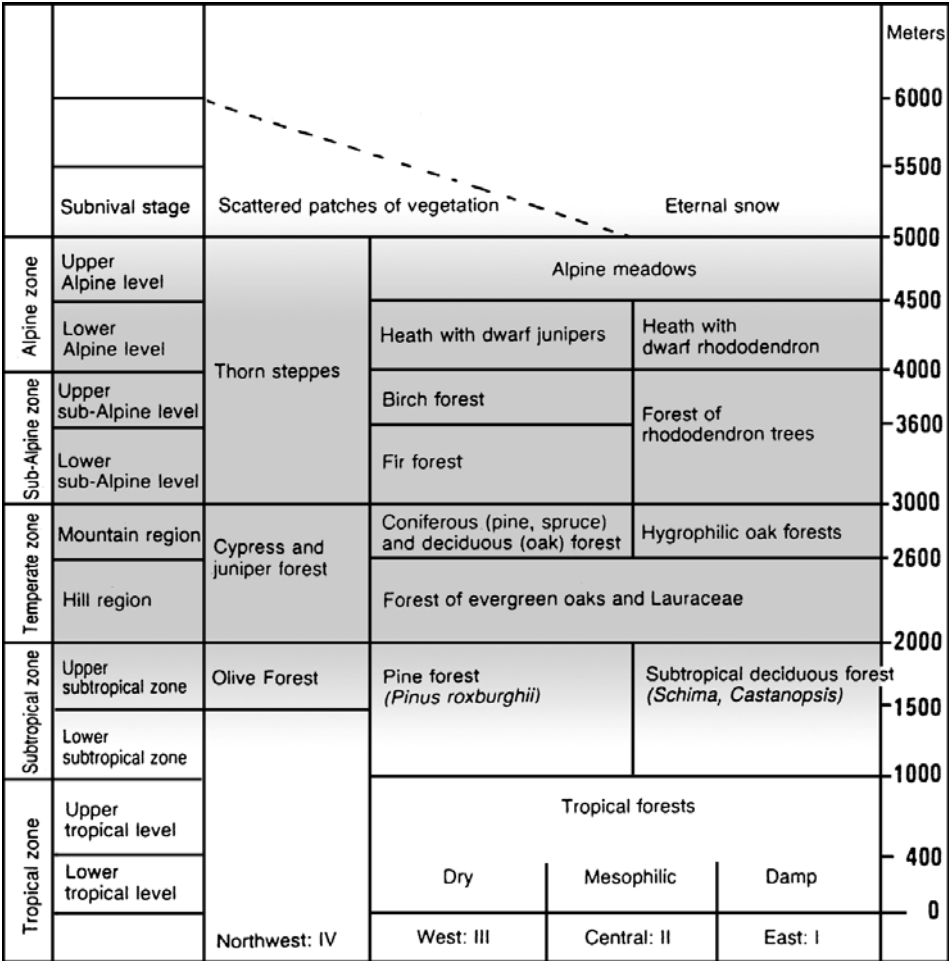 Meters
6000
5500
Subnival stage
Scattered patches of vegetation
Eternal snow
5000
Alpine zone
Upper
Alpine level
Alpine meadows
4500
Lower
Alpine level
Thorn steppes
Heath with dwarf junipers
Heath with
dwarf rhododendron
4000
Sub-Alpine zone
Upper
sub-Alpine level
Birch forest
Forest of
rhododendron trees
3600
Lower
sub-Alpine level
Fir forest
3000
Temperate zone
Mountain region
Cypress and
juniper forest
Coniferous (pine, spruce)
and deciduous (oak) forest
Hygrophilic oak forests
2600
Hill region
Forest of evergreen oaks and Lauraceae
2000
Subtropical zone
Upper
subtropical zone
Olive Forest
Pine forest
(Pinus roxburghii)
Subtropical deciduous forest
(Schima, Castanopsis)
1500
Lower
subtropical zone
1000
Tropical zone
Upper
tropical level
Tropical forests
400
Lower
tropical level
Dry
Mesophilic
Damp
0
Northwest: IV
West: III
Central: II
East: I